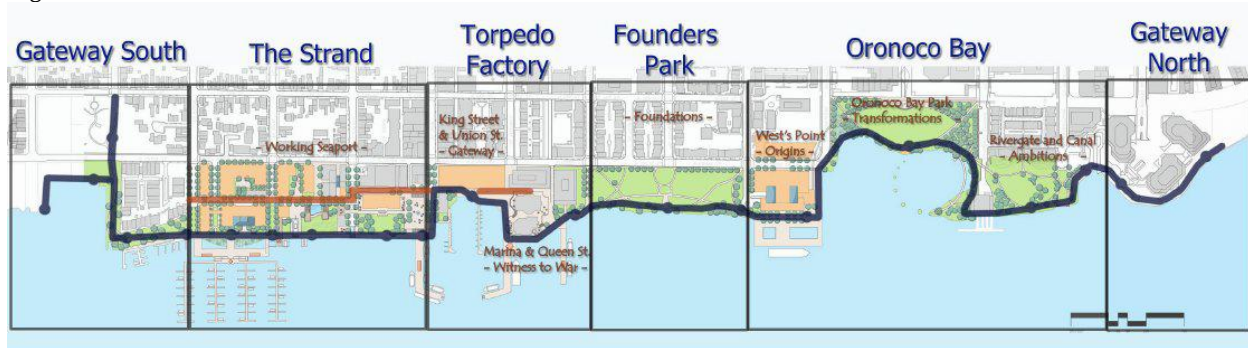 Gateway South
The Strand
Torpedo
Factory
Founders
Park
Oronoco Bay
Gateway
North
- Working Seaport -
King Street
& Union St.
- Gateway -
- Foundations -
West's Point
- Origins -
Oronoco Bay Park
- Transformations -
Rivergate and Canal
- Ambitions -
Marina & Queen St.
- Witness to War -